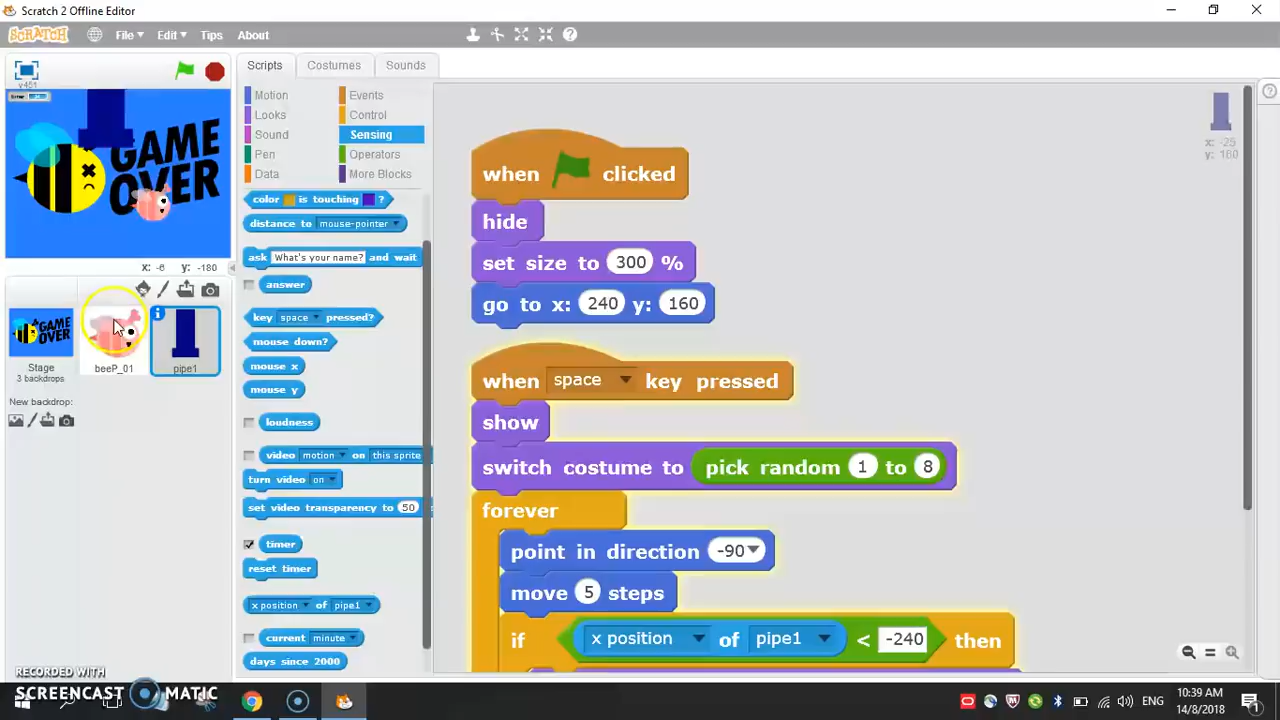 Scratch 2 Offline Editor
SCRATCH File Edit Tips About
v451
timer
GAME
OVER
x: -6 y: -180
Stage
3 backdrops
beeP_01
pipe1
New backdrop:
Scripts Costumes Sounds
Motion Events
Looks Control
Sound Sensing
Pen Operators
Data More Blocks
color is touching ?
distance to mouse-pointer
ask What's your name? and wait
answer
key space pressed?
mouse down?
mouse x
mouse y
loudness
video motion on this sprite
turn video on
set video transparency to 50
timer
reset timer
x position of pipe1
current minute
days since 2000
x: -25
y: 160
when clicked
hide
set size to 300 %
go to x: 240 y: 160
when space key pressed
show
switch costume to pick random 1 to 8
forever
point in direction -90
move 5 steps
if x position of pipe1 < -240 then
RECORDED WITH
SCREENCAST MATIC
ENG
10:39 AM
14/8/2018